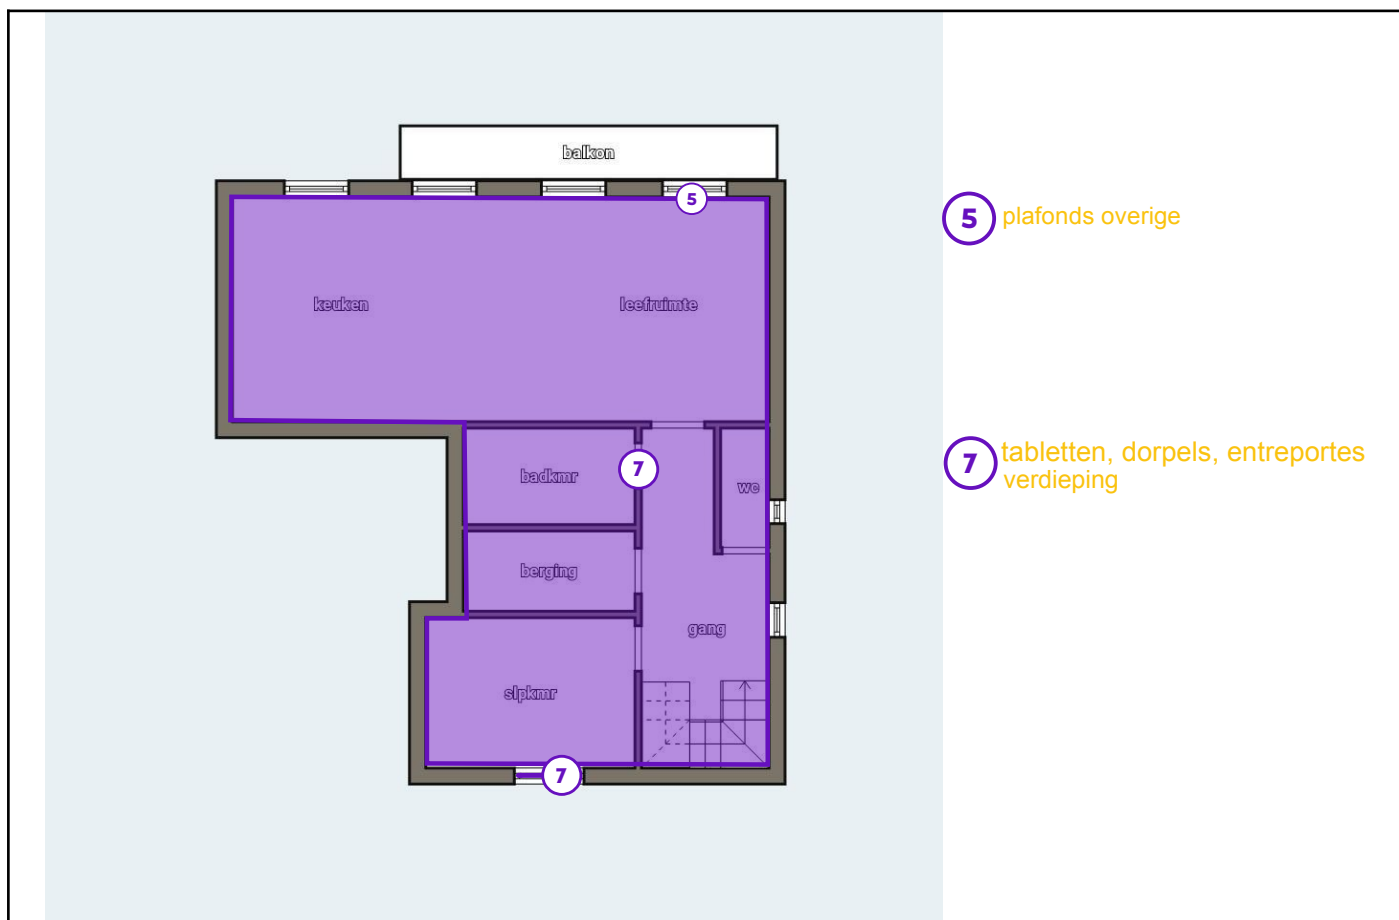 balkon
5
5
plafonds overige
keuken
leefruimte
7
7
tabletten, dorpels, entreportes
verdieping
badkmr
wc
berging
gang
slpkmr
7